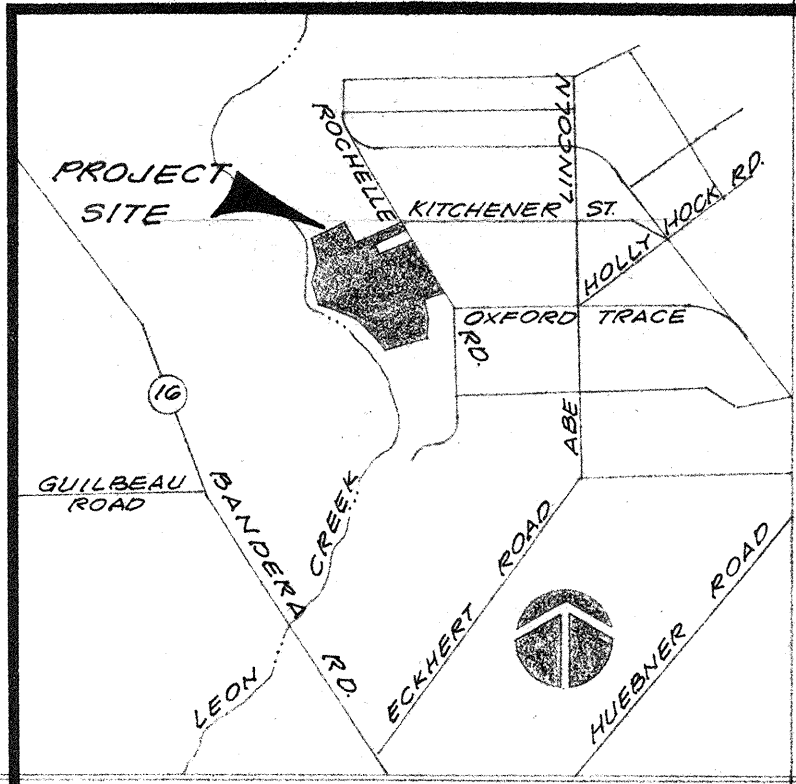 PROJECT
SITE
ROCHELLE
RD.
KITCHENER ST.
ABE LINCOLN
HOLLY HOCK RD.
OXFORD TRACE
16
GUILBEAU
ROAD
BANDERA RD.
LEON CREEK
ECKHERT ROAD
HUEBNER ROAD